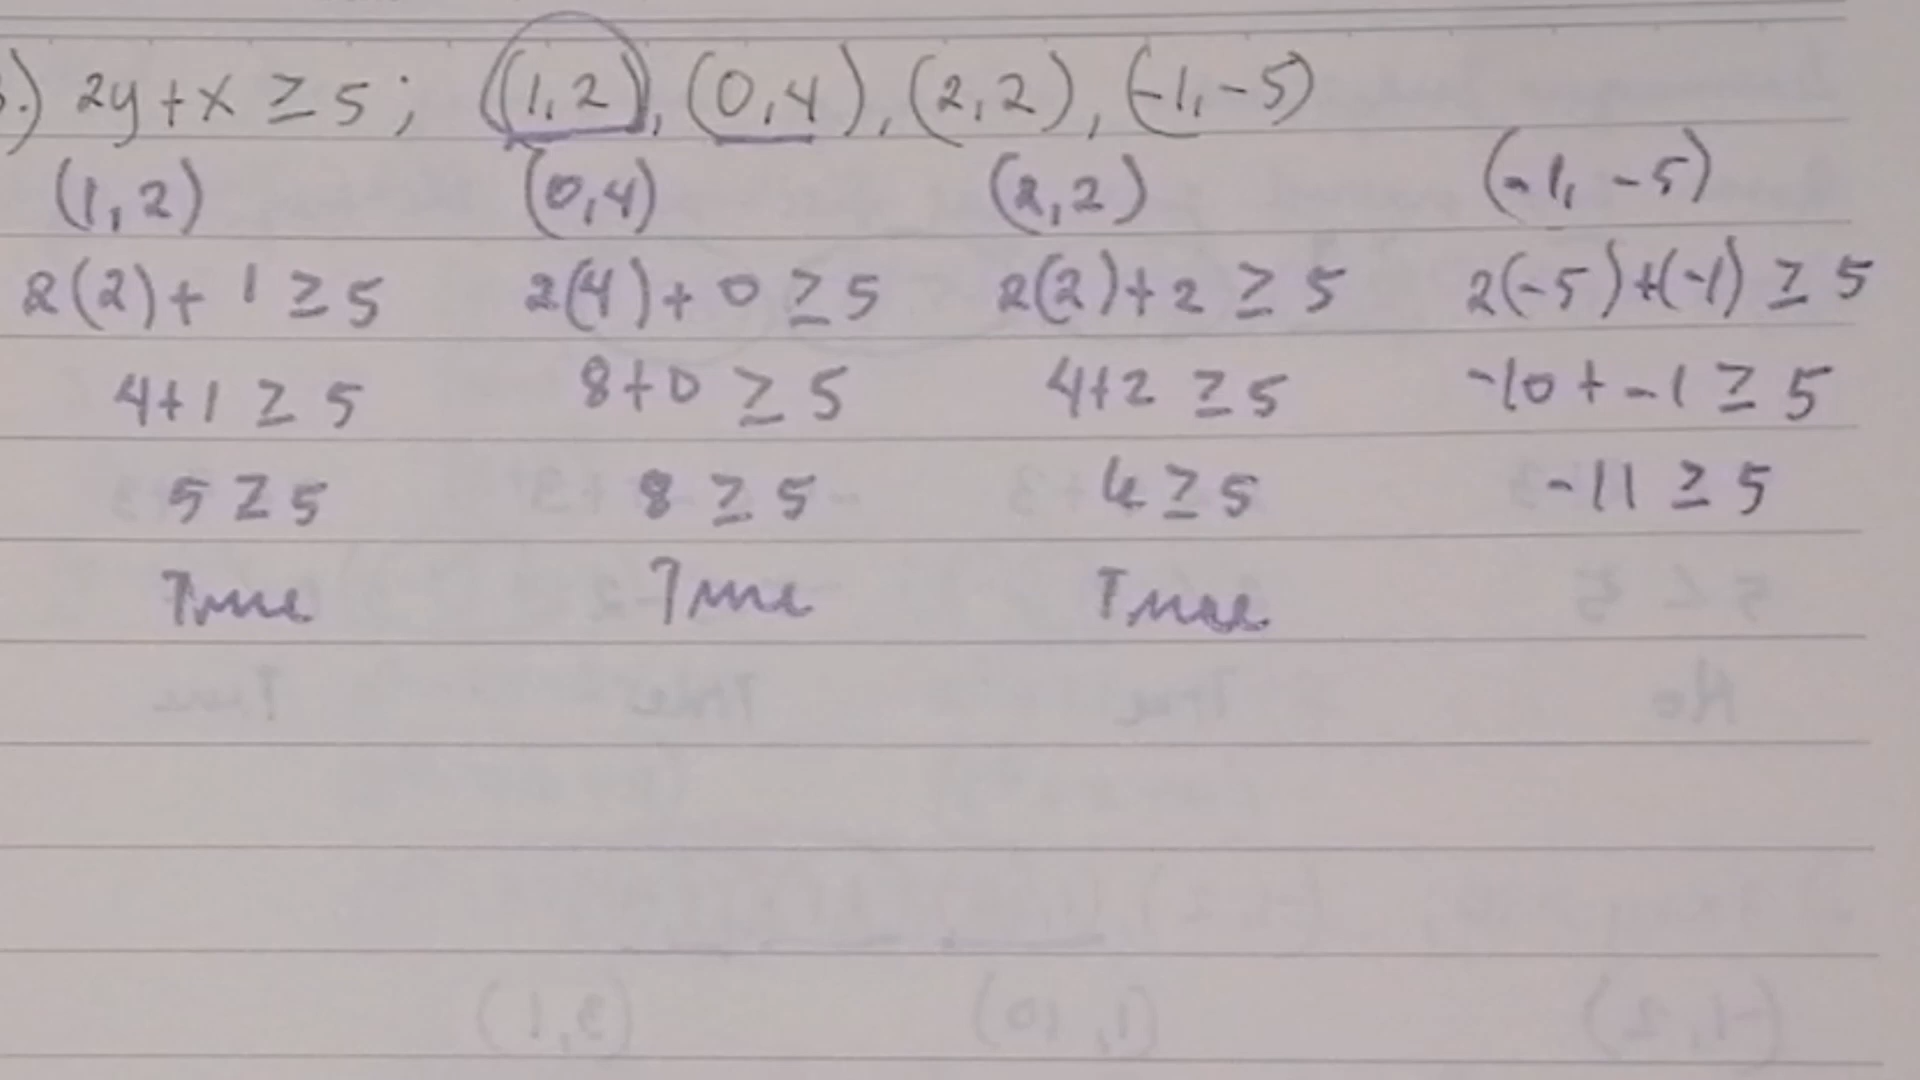 3.) 2y+x ≥ 5; (1,2), (0,4), (2,2), (-1,-5)
(1,2) (0,4) (2,2) (-1,-5)
2(2)+1 ≥ 5 2(4)+0 ≥ 5 2(2)+2 ≥ 5 2(-5)+(-1) ≥ 5
4+1 ≥ 5 8+0 ≥ 5 4+2 ≥ 5 -10+-1 ≥ 5
5 ≥ 5 8 ≥ 5 6 ≥ 5 -11 ≥ 5
True True True